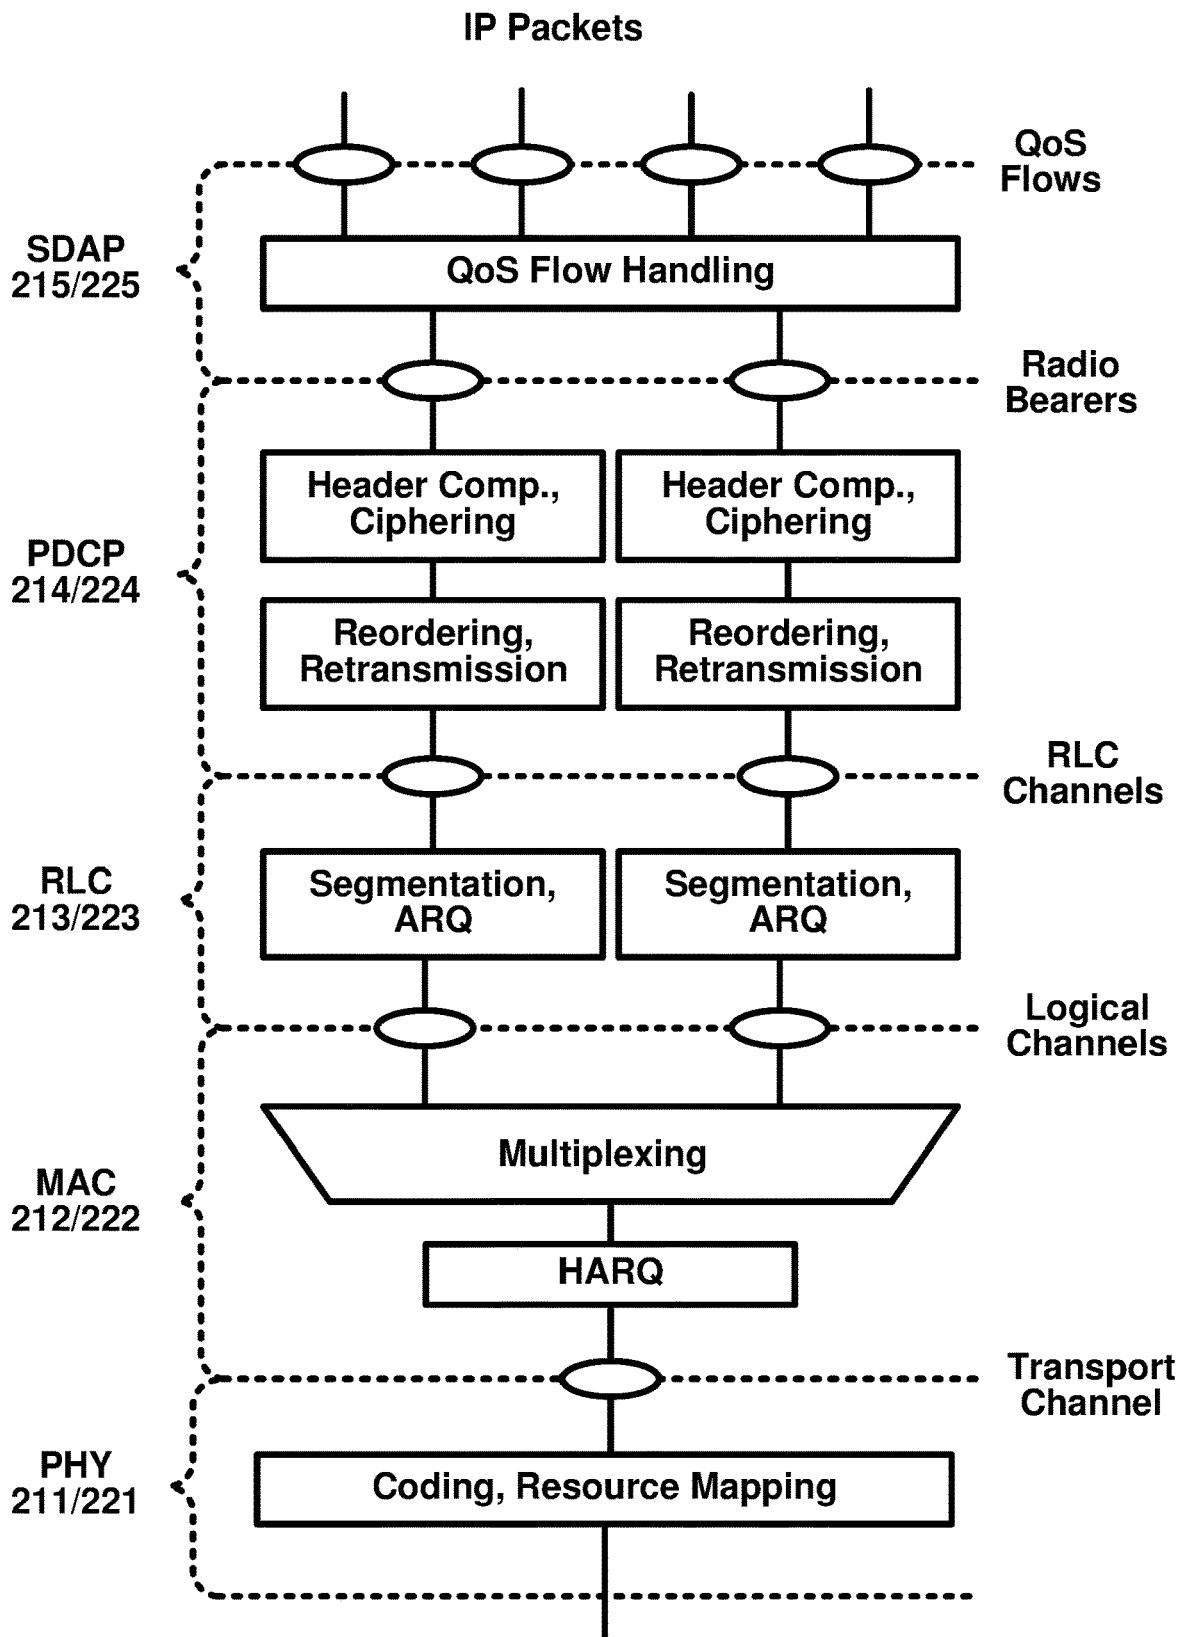 IP Packets
QoS
Flows
SDAP
215/225
QoS Flow Handling
Radio
Bearers
Header Comp.,
Ciphering
Header Comp.,
Ciphering
PDCP
214/224
Reordering,
Retransmission
Reordering,
Retransmission
RLC
Channels
RLC
213/223
Segmentation,
ARQ
Segmentation,
ARQ
Logical
Channels
Multiplexing
MAC
212/222
HARQ
Transport
Channel
PHY
211/221
Coding, Resource Mapping